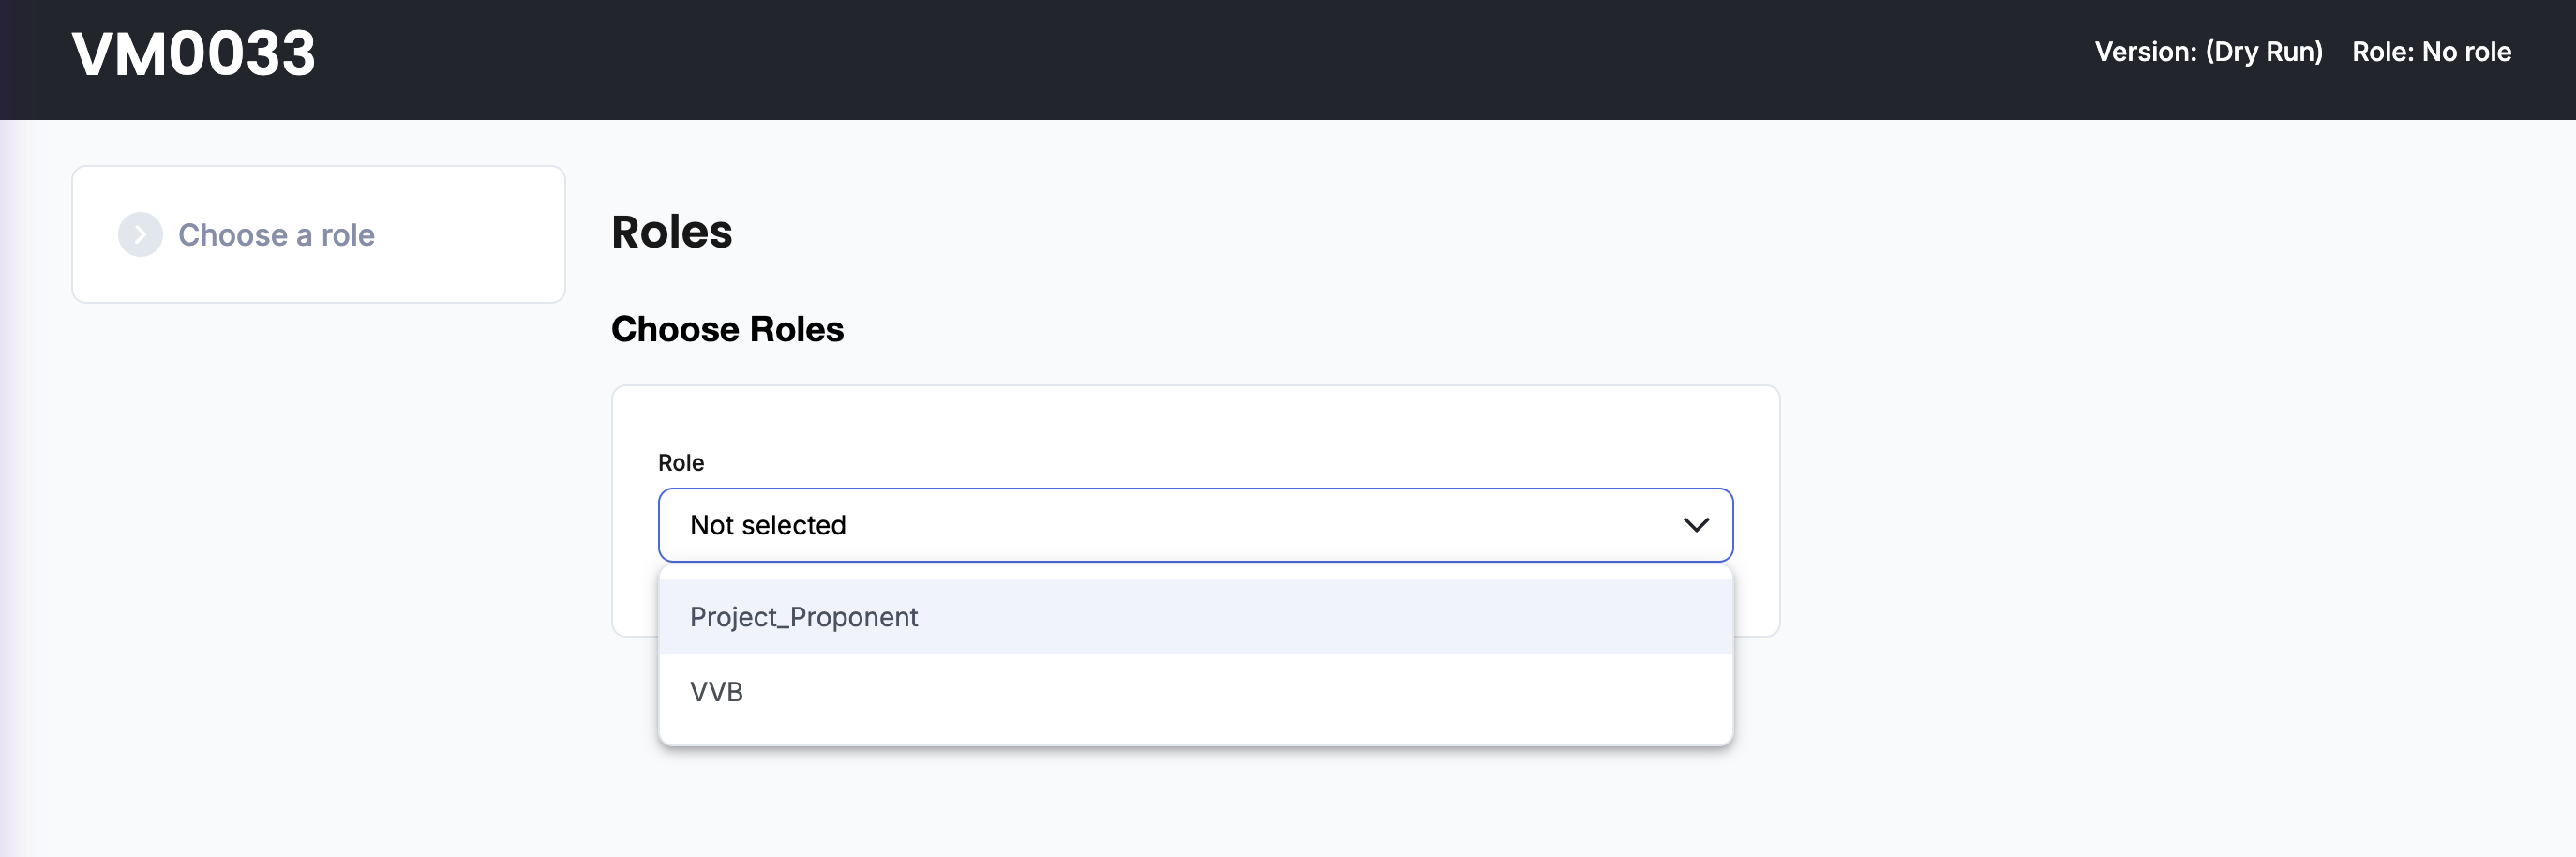 VM0033
Version: (Dry Run) Role: No role
Choose a role
Roles
Choose Roles
Role
Not selected
Project_Proponent
VVB